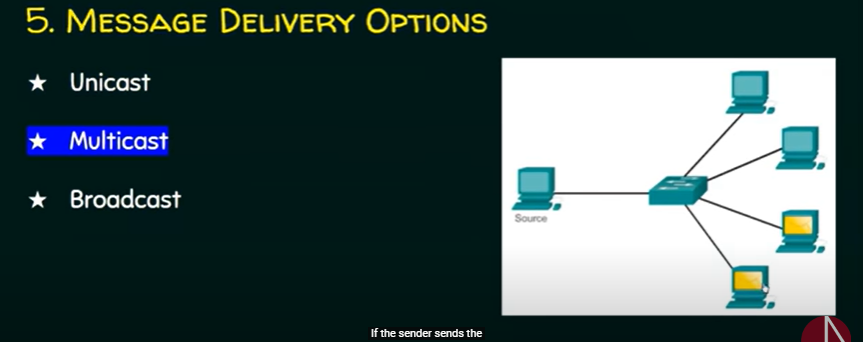 5. MESSAGE DELIVERY OPTIONS
★ Unicast
★ Multicast
★ Broadcast
Source
If the sender sends the